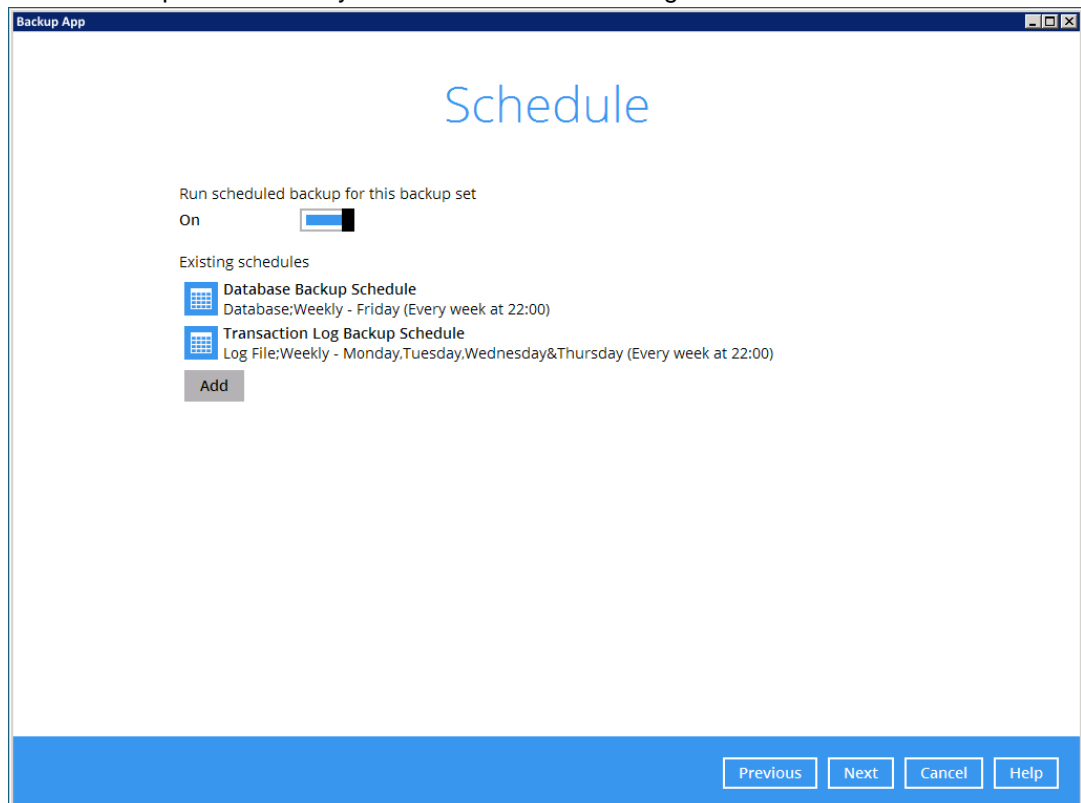 Backup App
Schedule
Run scheduled backup for this backup set
On
Existing schedules
Database Backup Schedule
Database;Weekly - Friday (Every week at 22:00)
Transaction Log Backup Schedule
Log File;Weekly - Monday,Tuesday,Wednesday&Thursday (Every week at 22:00)
Add
Previous Next Cancel Help